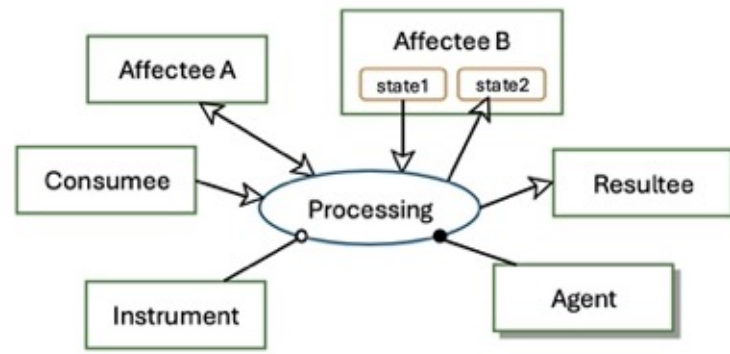 Affectee B
Affectee A
state1
state2
Consumee
Resultee
Processing
Instrument
Agent